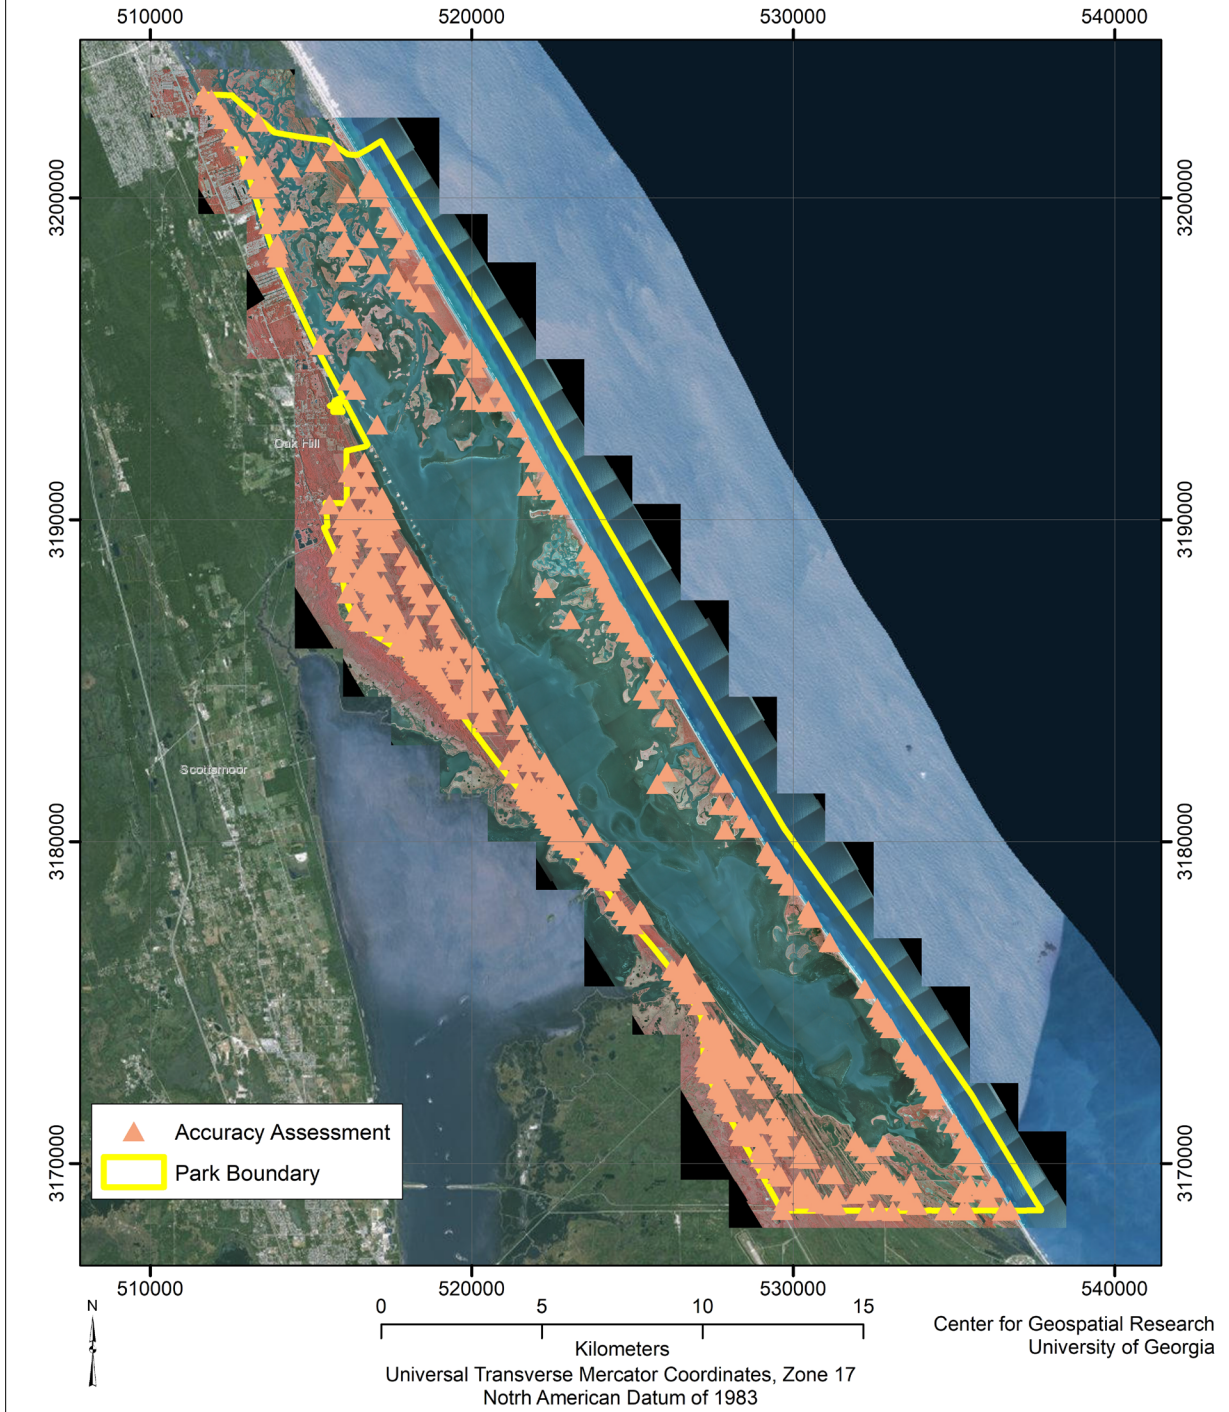 510000 520000 530000 540000
3200000 3200000
Oak Hill
3190000 3190000
Scottsmoor
3180000 3180000
Accuracy Assessment
Park Boundary
3170000 3170000
510000 520000 530000 540000
N
0 5 10 15
Kilometers
Universal Transverse Mercator Coordinates, Zone 17
Notrh American Datum of 1983
Center for Geospatial Research
University of Georgia